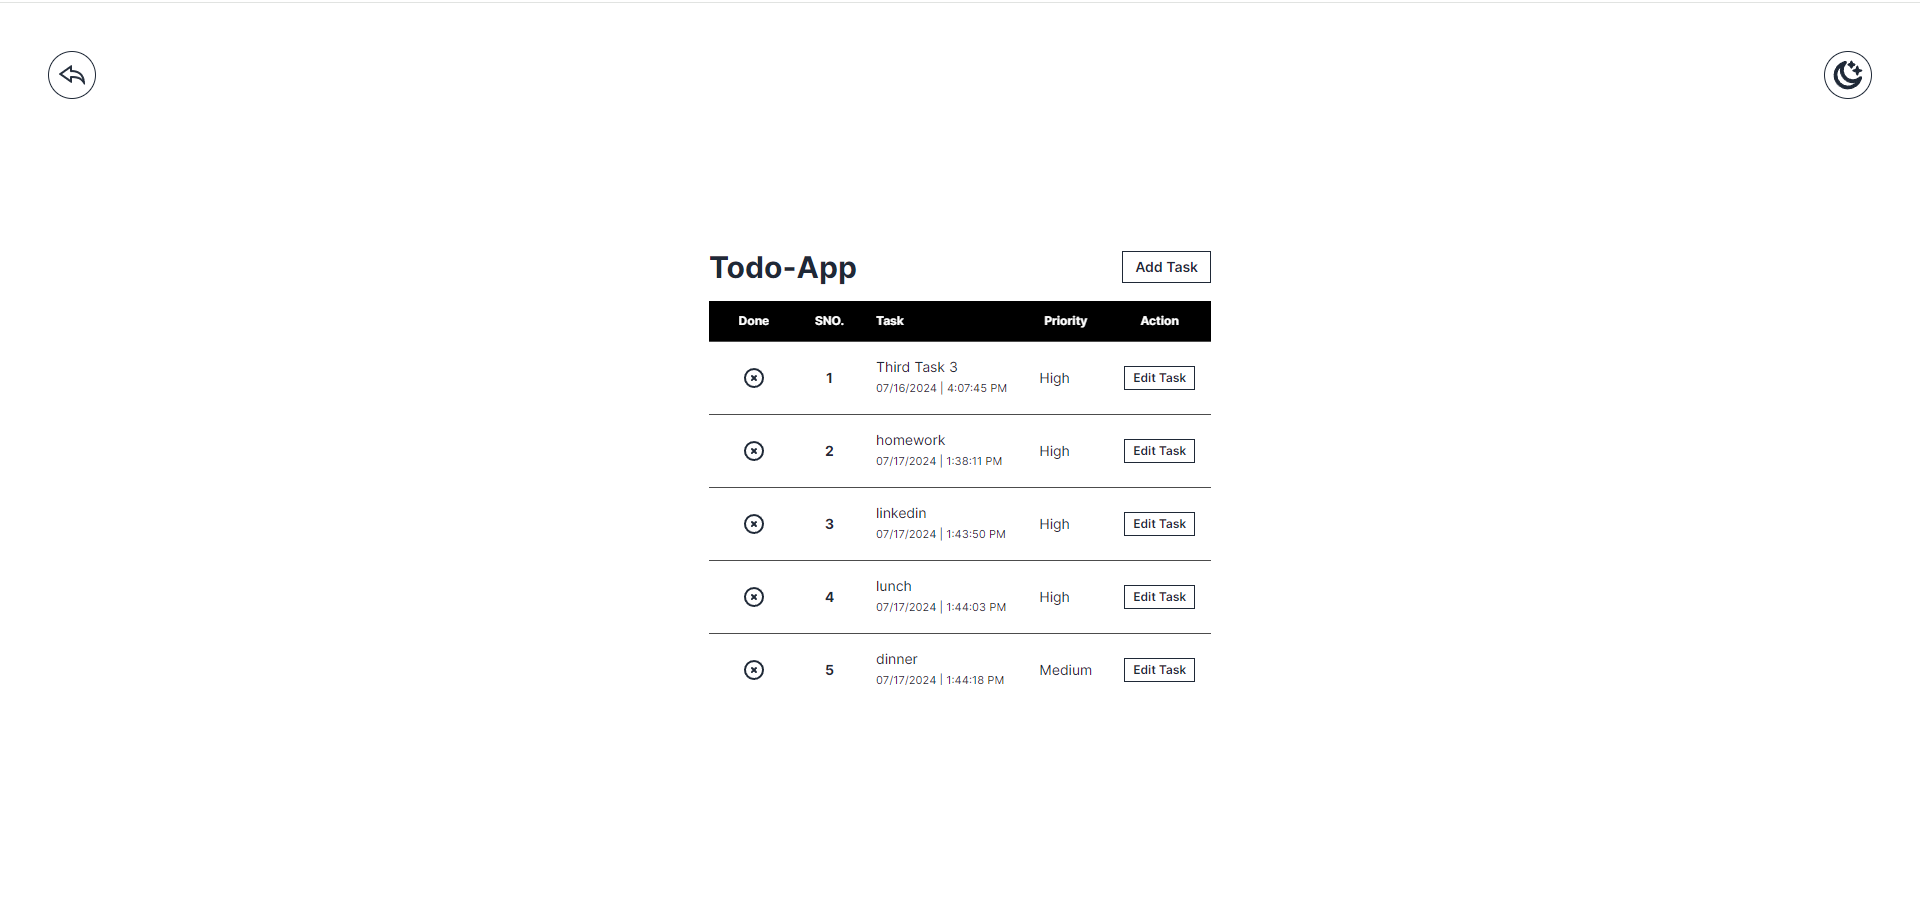 Todo-App
Add Task
Done SNO. Task Priority Action
Third Task 3
1 High Edit Task
07/16/2024 | 4:07:45 PM
homework
2 High Edit Task
07/17/2024 | 1:38:11 PM
linkedin
3 High Edit Task
07/17/2024 | 1:43:50 PM
lunch
4 High Edit Task
07/17/2024 | 1:44:03 PM
dinner
5 Medium Edit Task
07/17/2024 | 1:44:18 PM